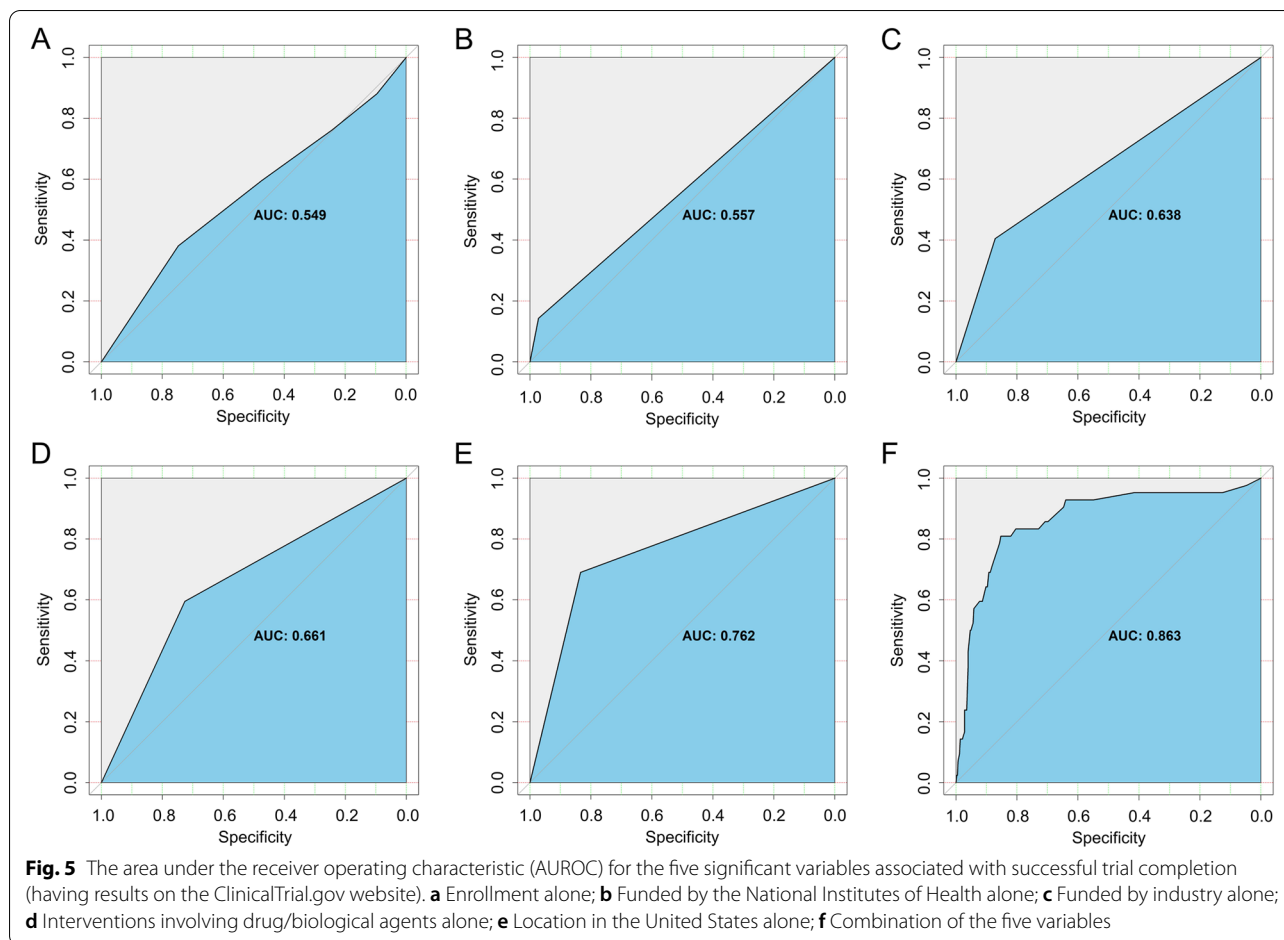 A
B
C
1.0
0.8
0.6
0.4
0.2
0.0
Sensitivity
AUC: 0.549
1.0 0.8 0.6 0.4 0.2 0.0
Specificity
1.0
0.8
0.6
0.4
0.2
0.0
Sensitivity
AUC: 0.557
1.0 0.8 0.6 0.4 0.2 0.0
Specificity
1.0
0.8
0.6
0.4
0.2
0.0
Sensitivity
AUC: 0.638
1.0 0.8 0.6 0.4 0.2 0.0
Specificity
D
E
F
1.0
0.8
0.6
0.4
0.2
0.0
Sensitivity
AUC: 0.661
1.0 0.8 0.6 0.4 0.2 0.0
Specificity
1.0
0.8
0.6
0.4
0.2
0.0
Sensitivity
AUC: 0.762
1.0 0.8 0.6 0.4 0.2 0.0
Specificity
1.0
0.8
0.6
0.4
0.2
0.0
Sensitivity
AUC: 0.863
1.0 0.8 0.6 0.4 0.2 0.0
Specificity
Fig. 5 The area under the receiver operating characteristic (AUROC) for the five significant variables associated with successful trial completion
(having results on the ClinicalTrial.gov website). a Enrollment alone; b Funded by the National Institutes of Health alone; c Funded by industry alone;
d Interventions involving drug/biological agents alone; e Location in the United States alone; f Combination of the five variables